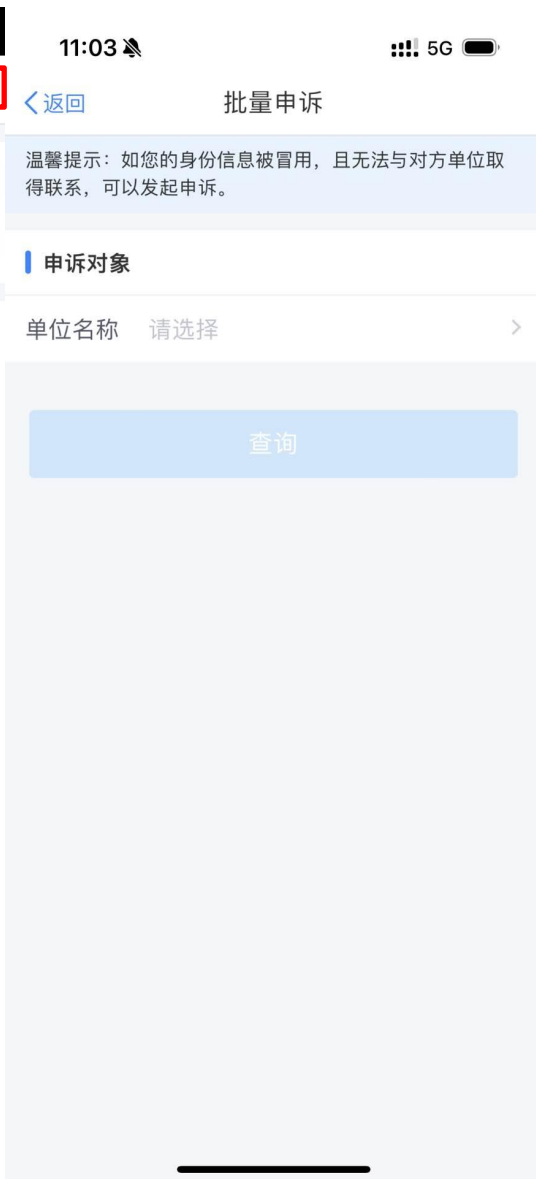 11:03
5G
返回
批量申诉
温馨提示：如您的身份信息被冒用，且无法与对方单位取
得联系，可以发起申诉。
申诉对象
单位名称 请选择
查询